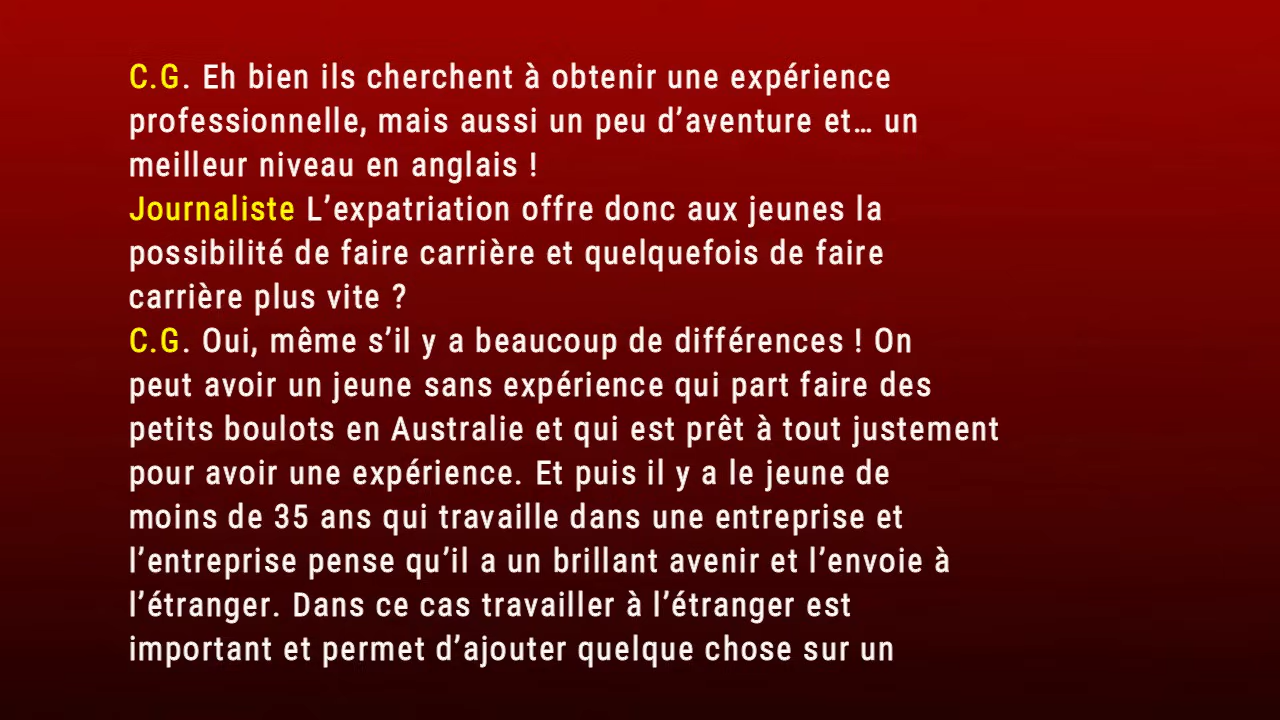 C.G. Eh bien ils cherchent à obtenir une expérience
professionnelle, mais aussi un peu d’aventure et… un
meilleur niveau en anglais !
Journaliste L’expatriation offre donc aux jeunes la
possibilité de faire carrière et quelquefois de faire
carrière plus vite ?
C.G. Oui, même s’il y a beaucoup de différences ! On
peut avoir un jeune sans expérience qui part faire des
petits boulots en Australie et qui est prêt à tout justement
pour avoir une expérience. Et puis il y a le jeune de
moins de 35 ans qui travaille dans une entreprise et
l’entreprise pense qu’il a un brillant avenir et l’envoie à
l’étranger. Dans ce cas travailler à l’étranger est
important et permet d’ajouter quelque chose sur un